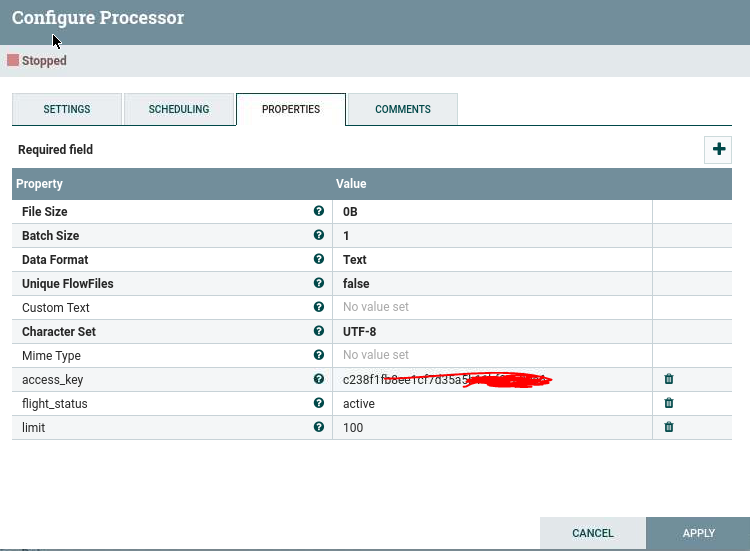 Configure Processor
Stopped
SETTINGS SCHEDULING PROPERTIES COMMENTS
Required field
Property Value
File Size 0B
Batch Size 1
Data Format Text
Unique FlowFiles false
Custom Text No value set
Character Set UTF-8
Mime Type No value set
access_key c238f1fb8ee1cf7d35a5
flight_status active
limit 100
CANCEL APPLY